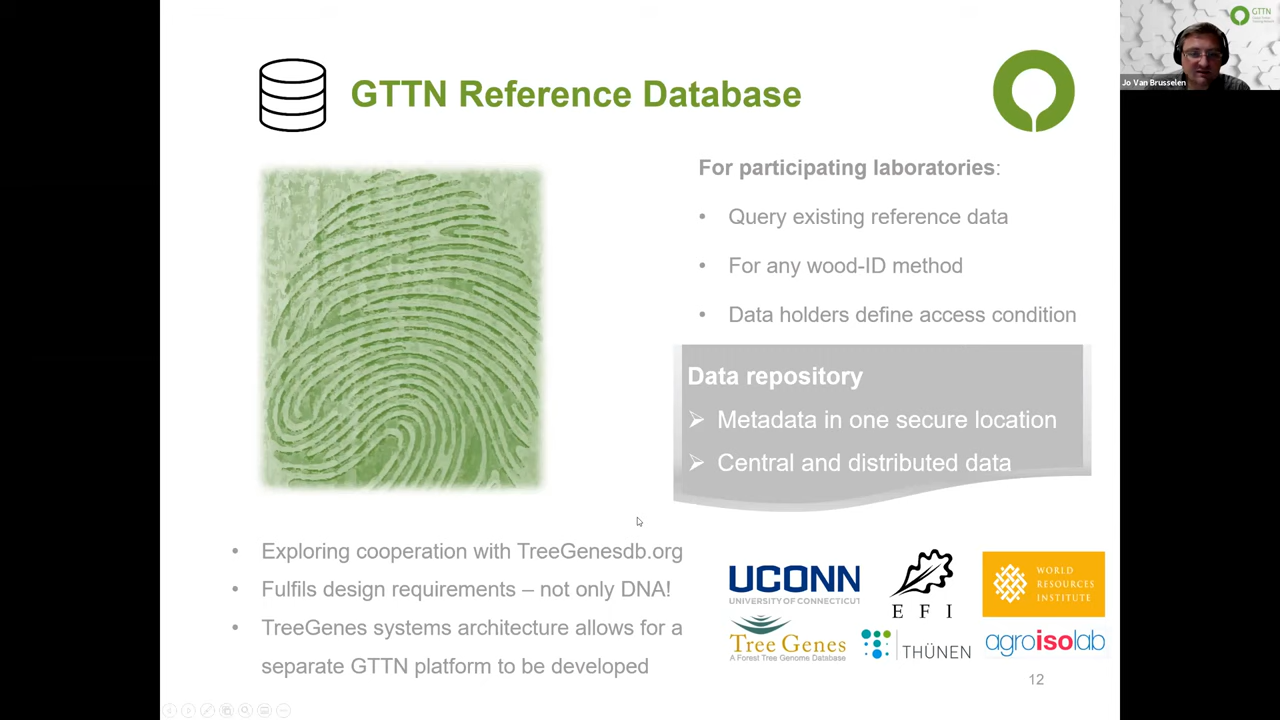 GTTN Reference Database
For participating laboratories:
• Query existing reference data
• For any wood-ID method
• Data holders define access condition
Data repository
➢ Metadata in one secure location
➢ Central and distributed data
• Exploring cooperation with TreeGenesdb.org
• Fulfils design requirements – not only DNA!
• TreeGenes systems architecture allows for a
separate GTTN platform to be developed
UCONN
UNIVERSITY OF CONNECTICUT
EFI
WORLD
RESOURCES
INSTITUTE
Tree Genes
A Forest Tree Genome Database
THÜNEN
agroisolab
12
GTTN
Jo Van Brusselen